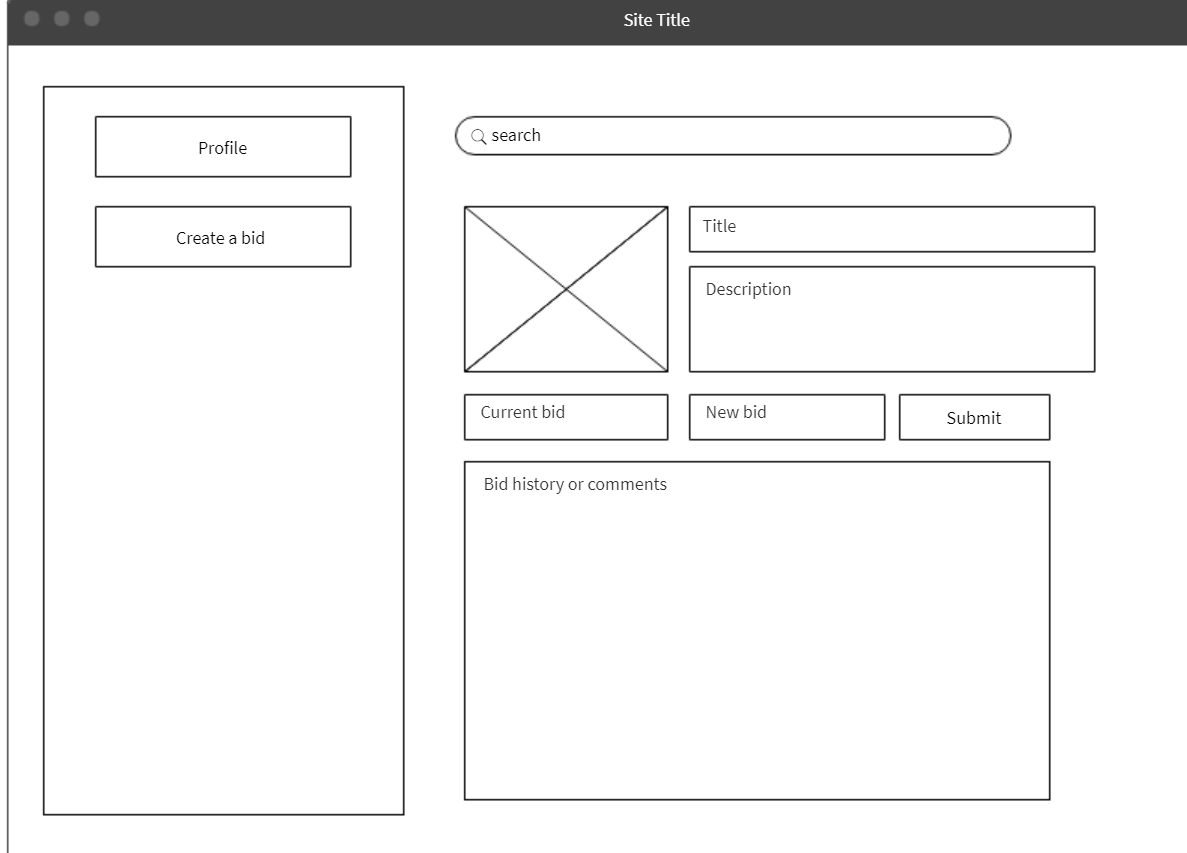 Site Title
Profile
Create a bid
search
Title
Description
Current bid
New bid
Submit
Bid history or comments